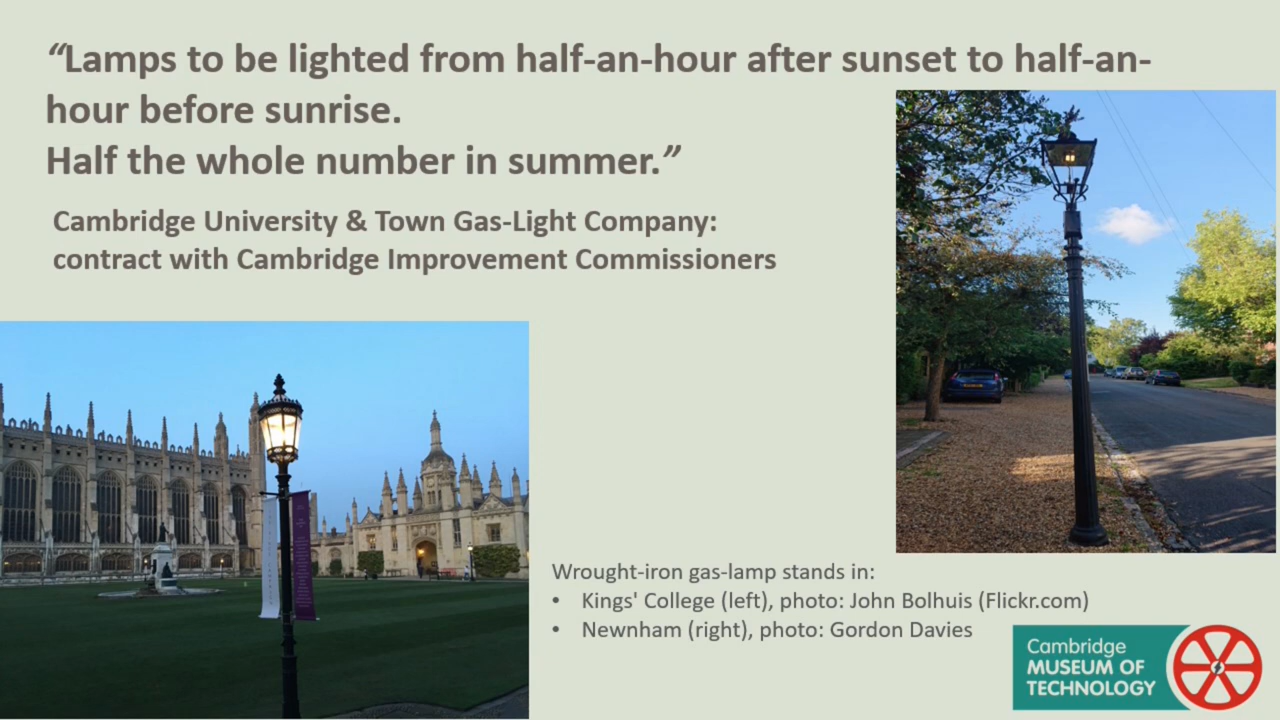 “Lamps to be lighted from half-an-hour after sunset to half-an-
hour before sunrise.
Half the whole number in summer.”
Cambridge University & Town Gas-Light Company:
contract with Cambridge Improvement Commissioners
Wrought-iron gas-lamp stands in:
• Kings' College (left), photo: John Bolhuis (Flickr.com)
• Newnham (right), photo: Gordon Davies
Cambridge
MUSEUM OF
TECHNOLOGY